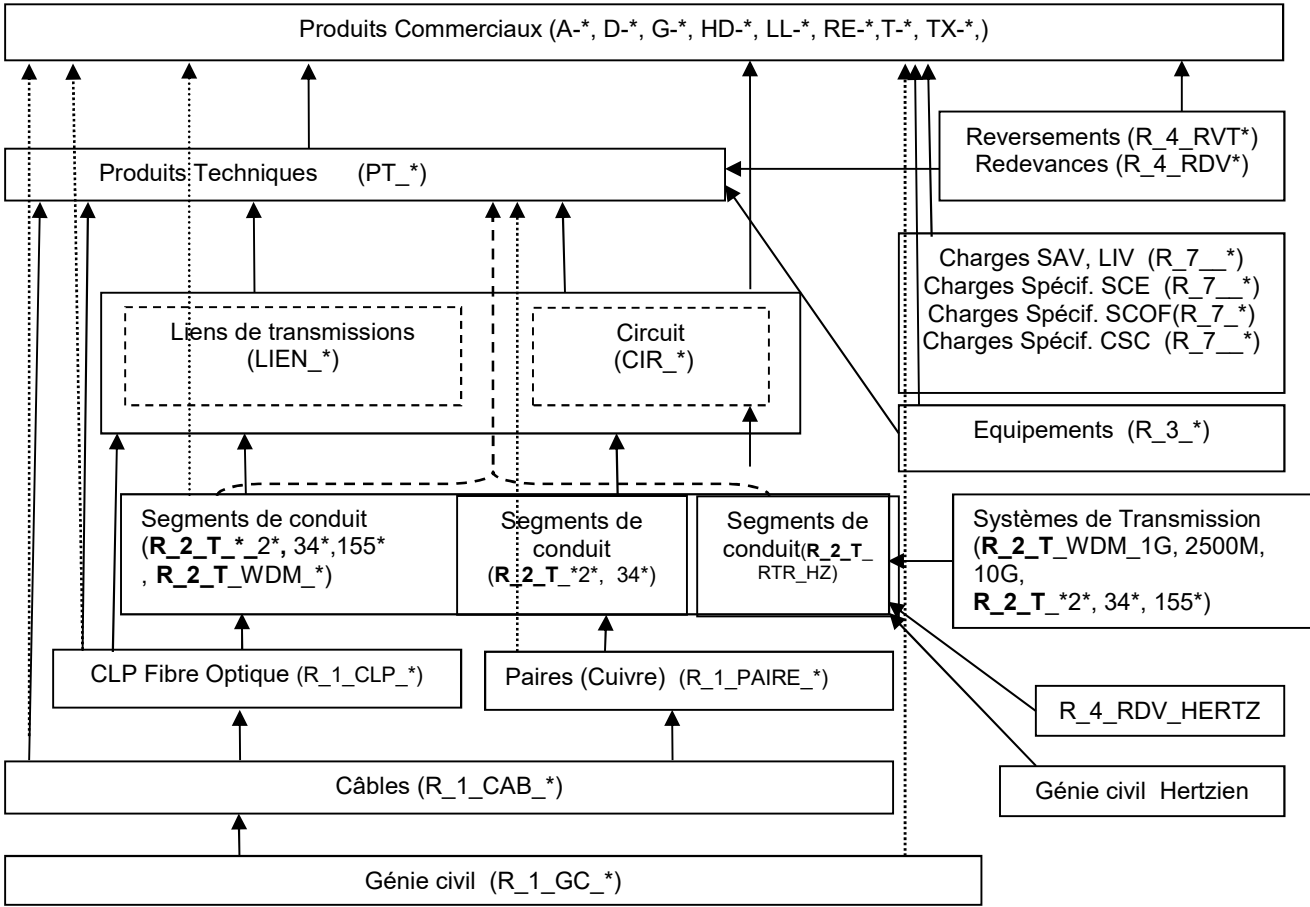 Produits Commerciaux (A-*, D-*, G-*, HD-*, LL-*, RE-*,T-*, TX-*,)
Reversements (R_4_RVT*)
Redevances (R_4_RDV*)
Produits Techniques (PT_*)
Charges SAV, LIV (R_7__*)
Charges Spécif. SCE (R_7__*)
Charges Spécif. SCOF(R_7_*)
Charges Spécif. CSC (R_7__*)
Liens de transmissions
(LIEN_*)
Circuit
(CIR_*)
Equipements (R_3_*)
Segments de conduit
(R_2_T_*_2*, 34*,155*
, R_2_T_WDM_*)
Segments de
conduit
(R_2_T_*2*, 34*)
Segments de
conduit(R_2_T_
RTR_HZ)
Systèmes de Transmission
(R_2_T_WDM_1G, 2500M,
10G,
R_2_T_*2*, 34*, 155*)
CLP Fibre Optique (R_1_CLP_*)
Paires (Cuivre) (R_1_PAIRE_*)
R_4_RDV_HERTZ
Câbles (R_1_CAB_*)
Génie civil Hertzien
Génie civil (R_1_GC_*)